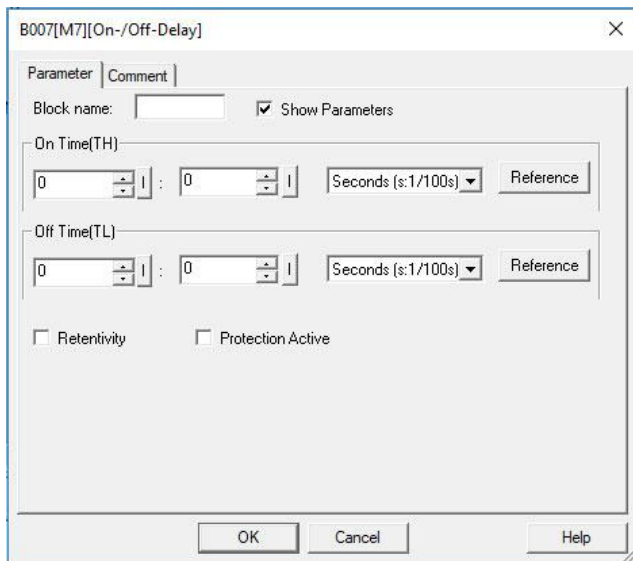 B007[M7][On-/Off-Delay]
Parameter Comment
Block name: Show Parameters
On Time(TH)
0 : 0 Seconds (s:1/100s) Reference
Off Time(TL)
0 : 0 Seconds (s:1/100s) Reference
Retentivity Protection Active
OK Cancel Help